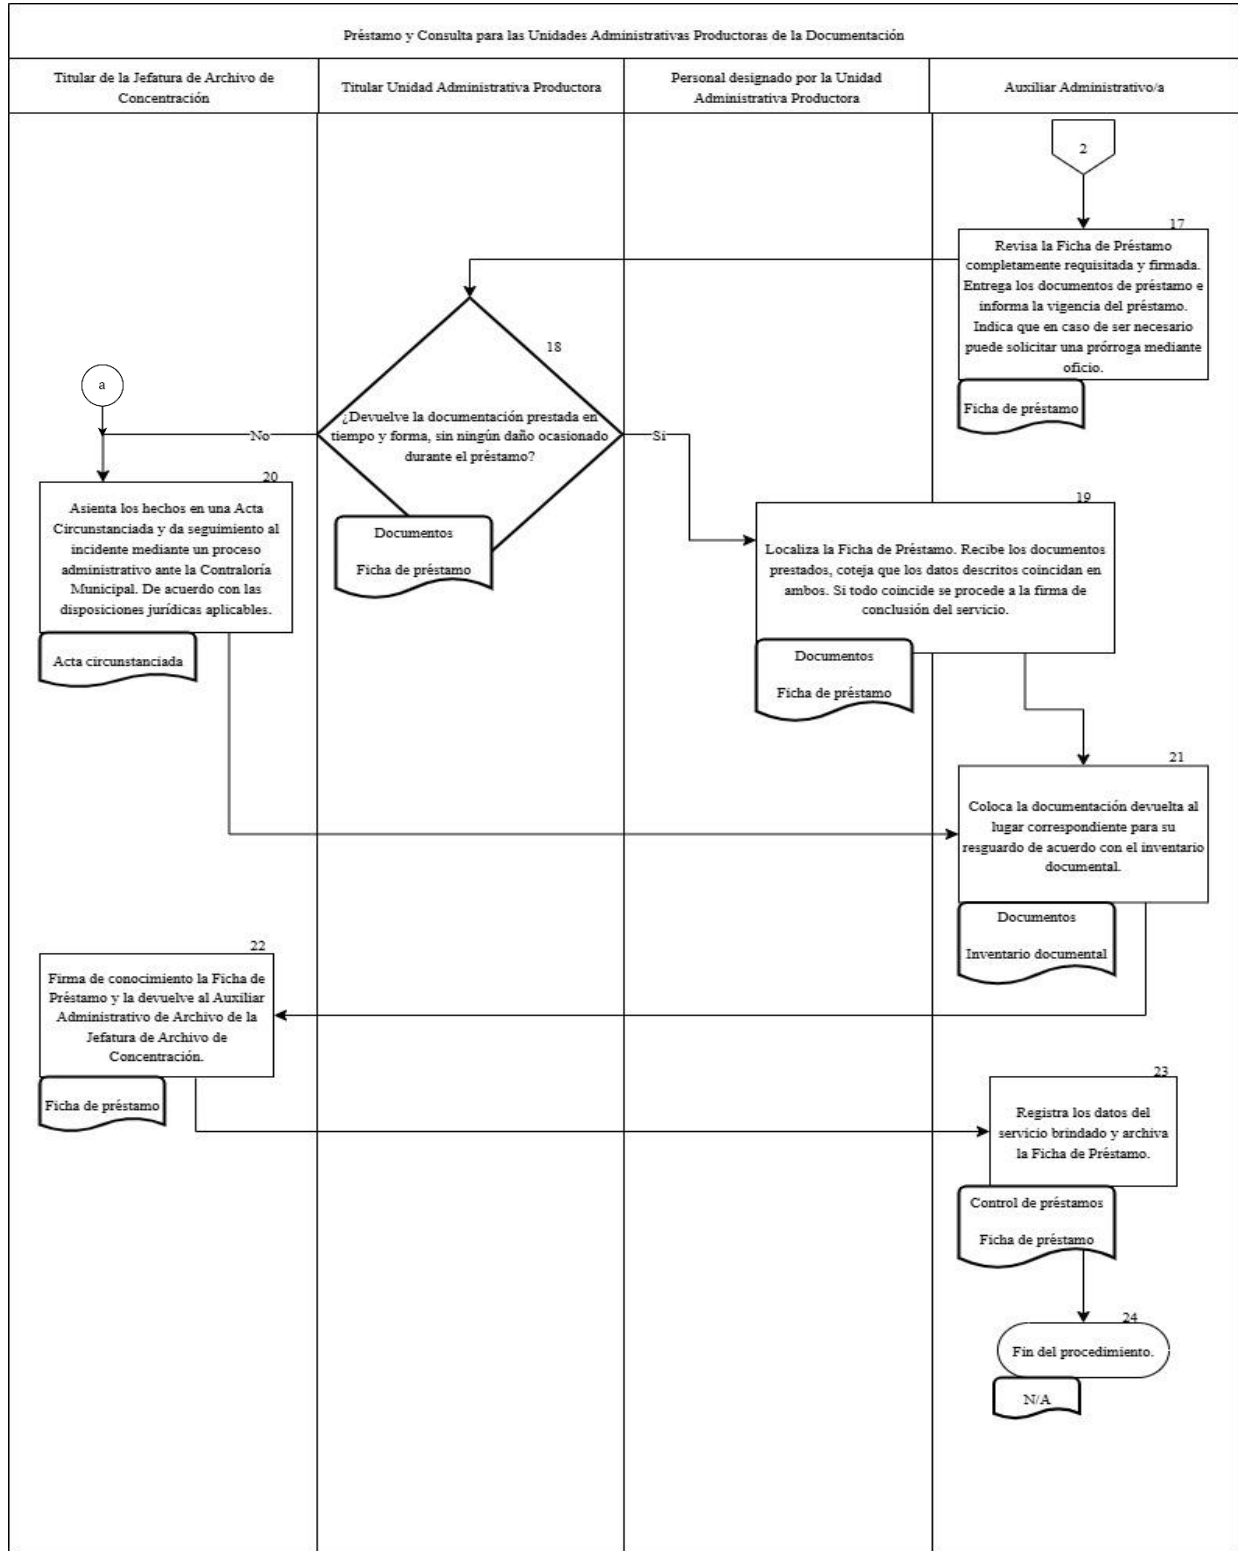 Préstamo y Consulta para las Unidades Administrativas Productoras de la Documentación
Titular de la Jefatura de Archivo de
Concentración
Titular Unidad Administrativa Productora
Personal designado por la Unidad
Administrativa Productora
Auxiliar Administrativo/a
2
17
Revisa la Ficha de Préstamo
completamente requisitada y firmada.
Entrega los documentos de préstamo e
informa la vigencia del préstamo.
Indica que en caso de ser necesario
puede solicitar una prórroga mediante
oficio.
Ficha de préstamo
18
¿Devuelve la documentación prestada en
tiempo y forma, sin ningún daño ocasionado
durante el préstamo?
Documentos
Ficha de préstamo
a
No
Si
20
Asienta los hechos en una Acta
Circunstanciada y da seguimiento al
incidente mediante un proceso
administrativo ante la Contraloría
Municipal. De acuerdo con las
disposiciones jurídicas aplicables.
Acta circunstanciada
19
Localiza la Ficha de Préstamo. Recibe los documentos
prestados, coteja que los datos descritos coincidan en
ambos. Si todo coincide se procede a la firma de
conclusión del servicio.
Documentos
Ficha de préstamo
21
Coloca la documentación devuelta al
lugar correspondiente para su
resguardo de acuerdo con el inventario
documental.
Documentos
Inventario documental
22
Firma de conocimiento la Ficha de
Préstamo y la devuelve al Auxiliar
Administrativo de Archivo de la
Jefatura de Archivo de
Concentración.
Ficha de préstamo
23
Registra los datos del
servicio brindado y archiva
la Ficha de Préstamo.
Control de préstamos
Ficha de préstamo
24
Fin del procedimiento.
N/A